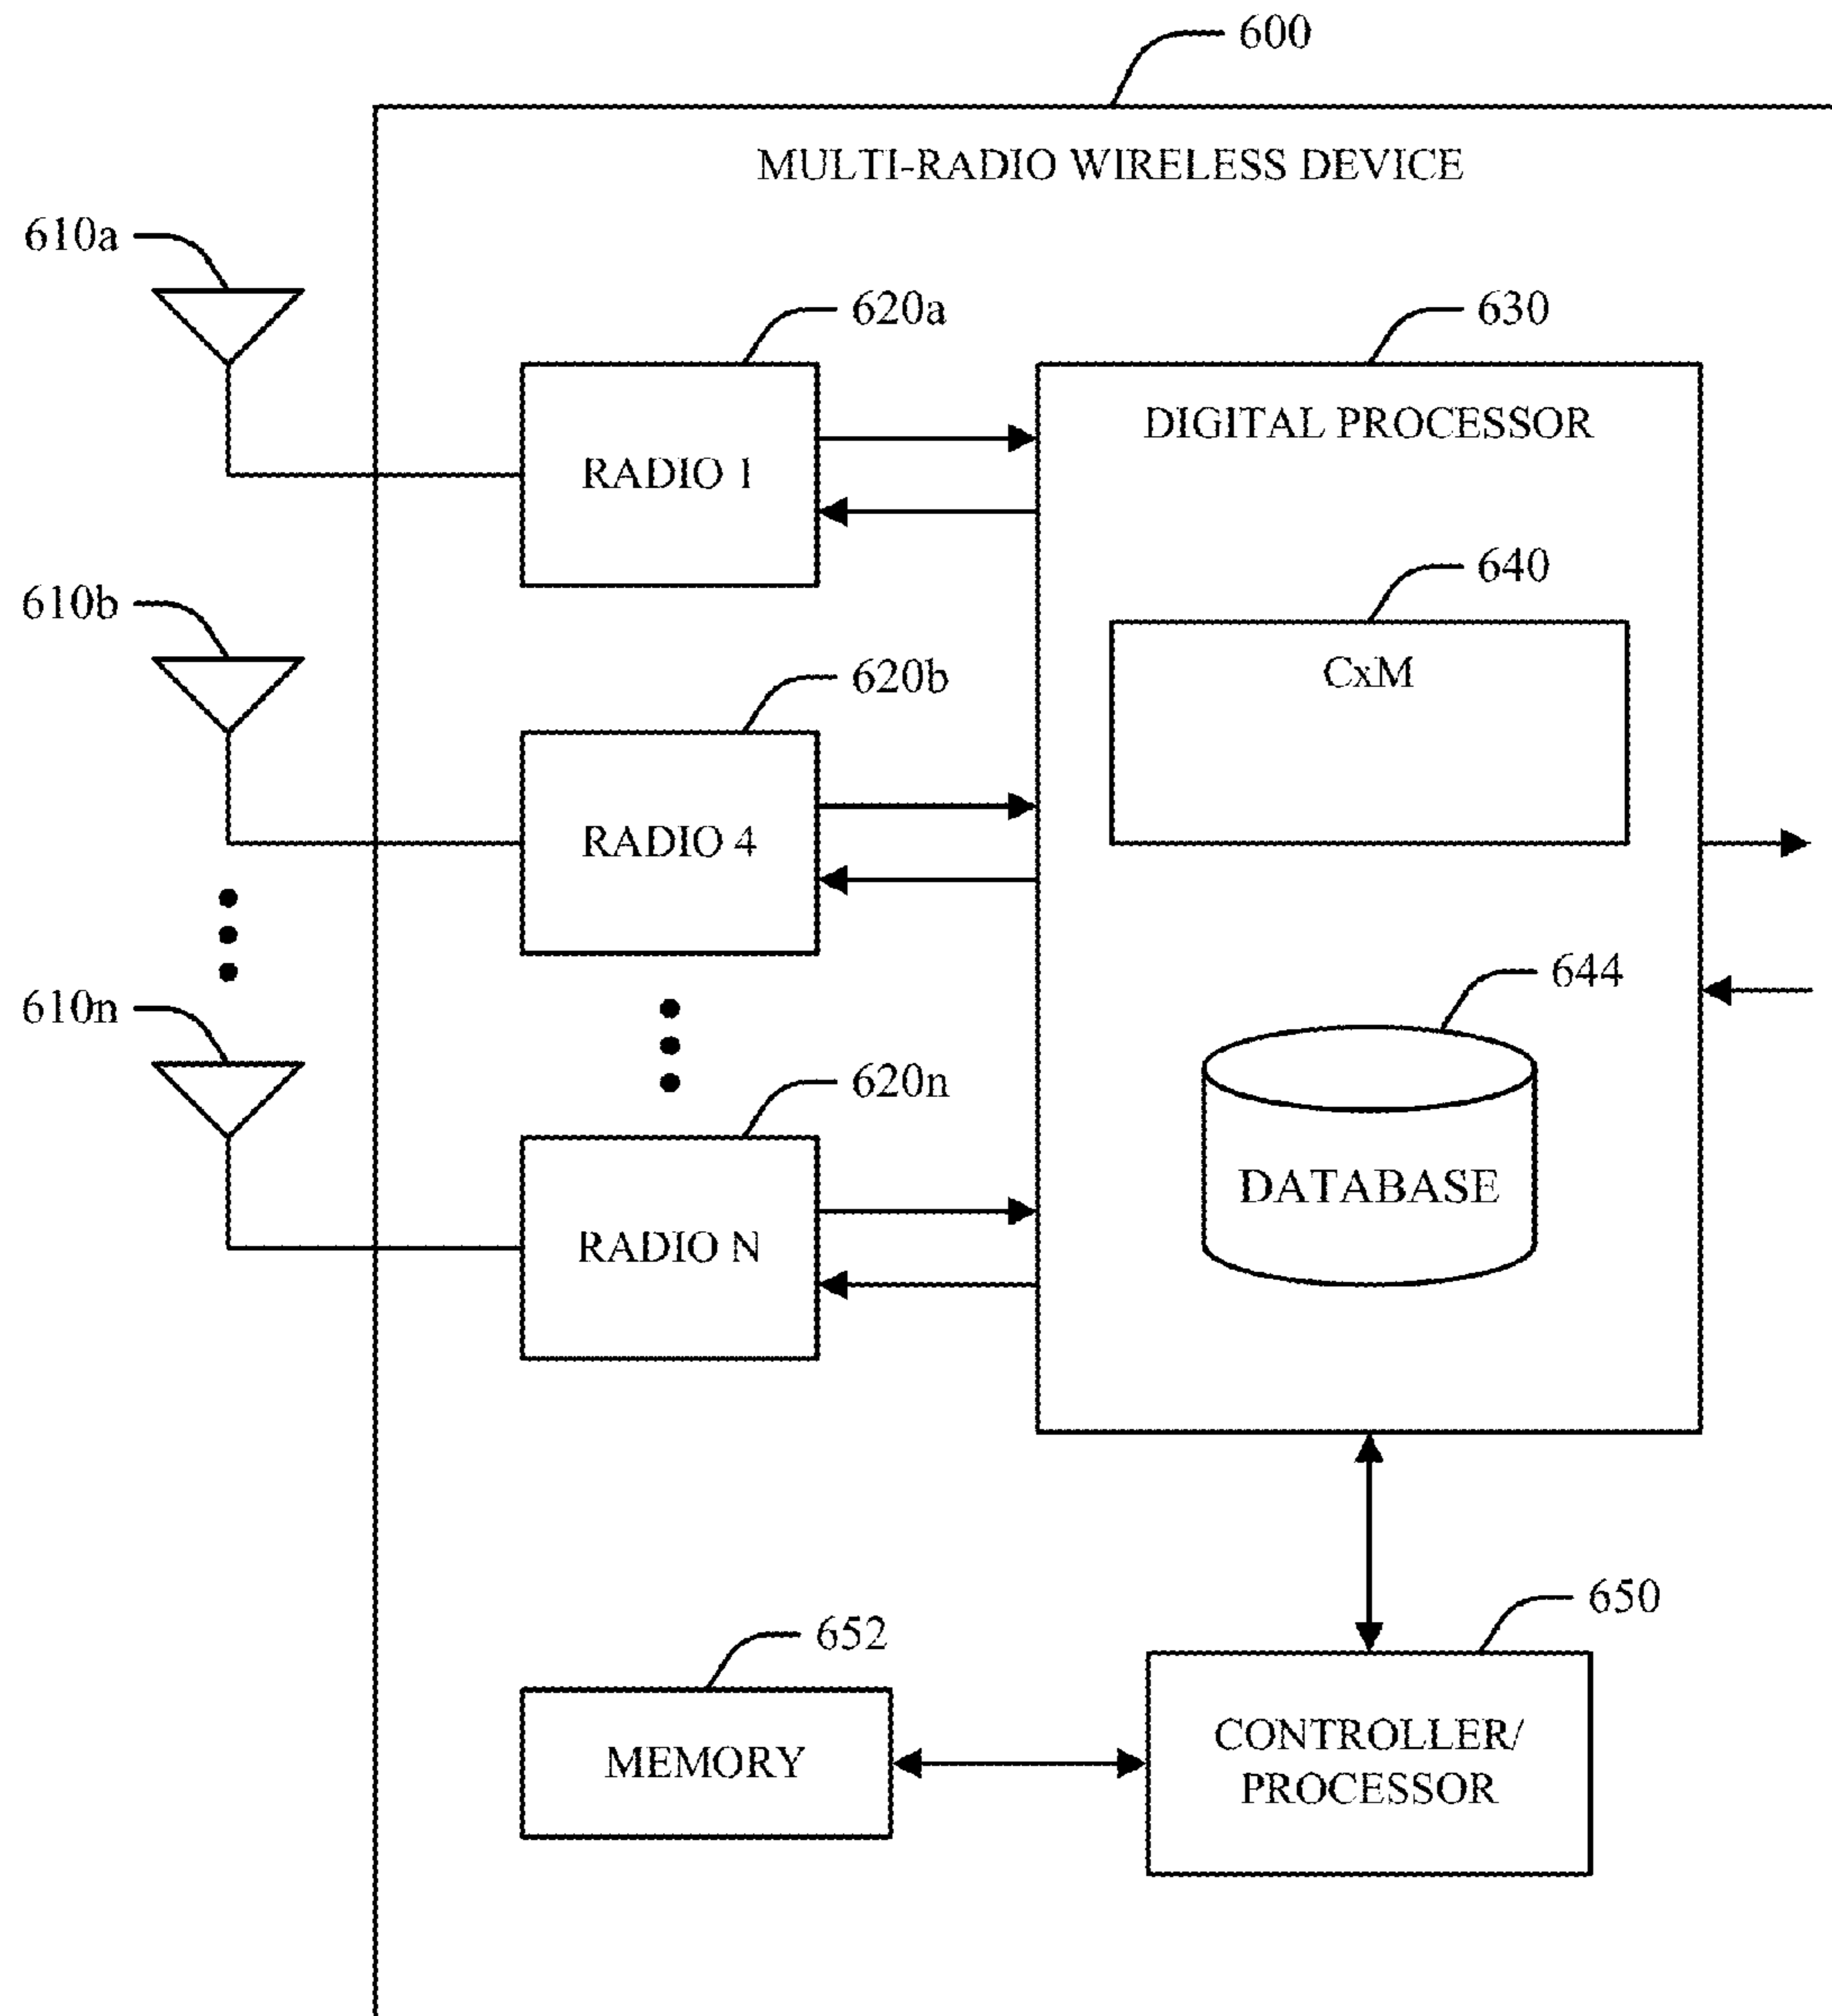 600
MULTI-RADIO WIRELESS DEVICE
610a
620a
630
RADIO 1
DIGITAL PROCESSOR
640
CxM
610b
620b
RADIO 4
644
DATABASE
610n
620n
RADIO N
650
652
MEMORY
CONTROLLER/
PROCESSOR